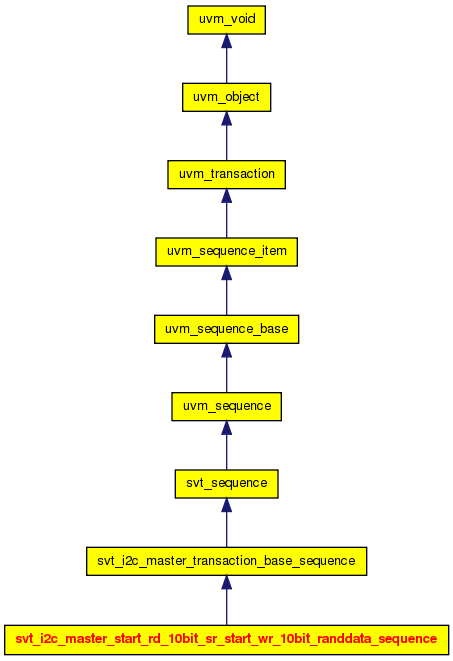 uvm_void
uvm_object
uvm_transaction
uvm_sequence_item
uvm_sequence_base
uvm_sequence
svt_sequence
svt_i2c_master_transaction_base_sequence
svt_i2c_master_start_rd_10bit_sr_start_wr_10bit_randdata_sequence